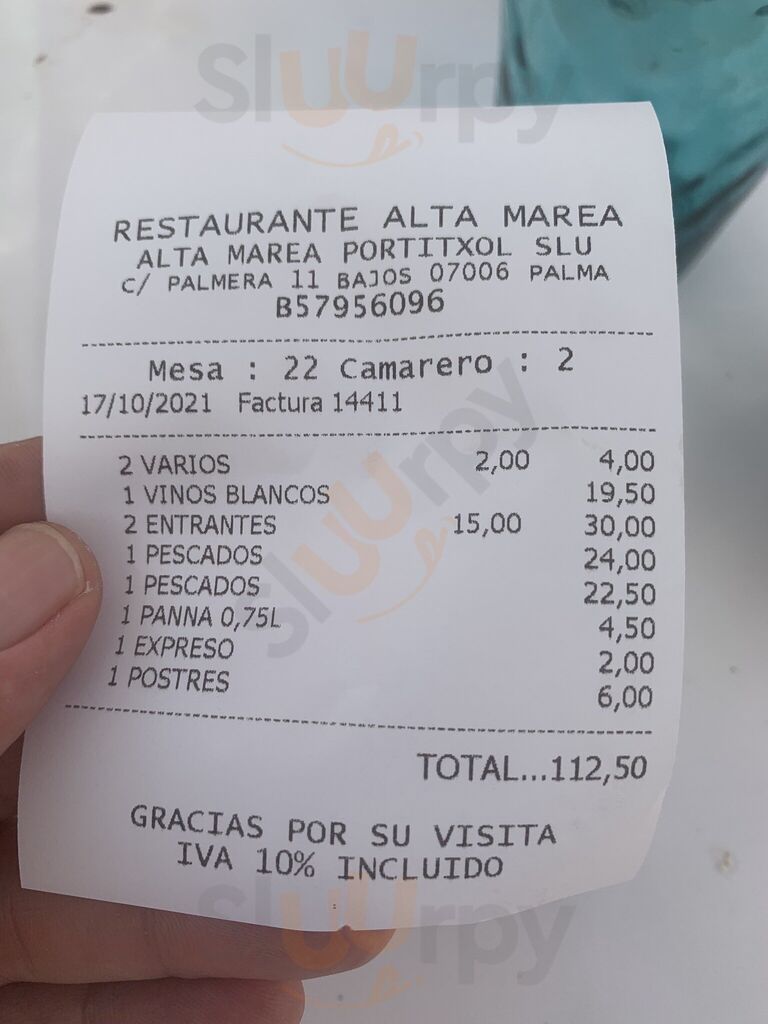 Sluurpy
RESTAURANTE ALTA MAREA
ALTA MAREA PORTITXOL SLU
C/ PALMERA 11 BAJOS 07006 PALMA
B57956096
Mesa : 22 Camarero : 2
17/10/2021 Factura 14411
2 VARIOS 2,00 4,00
1 VINOS BLANCOS 19,50
2 ENTRANTES 15,00 30,00
1 PESCADOS 24,00
1 PESCADOS 22,50
1 PANNA 0,75L 4,50
1 EXPRESO 2,00
1 POSTRES 6,00
Sluurpy
TOTAL...112,50
GRACIAS POR SU VISITA
IVA 10% INCLUIDO
Sluurpy